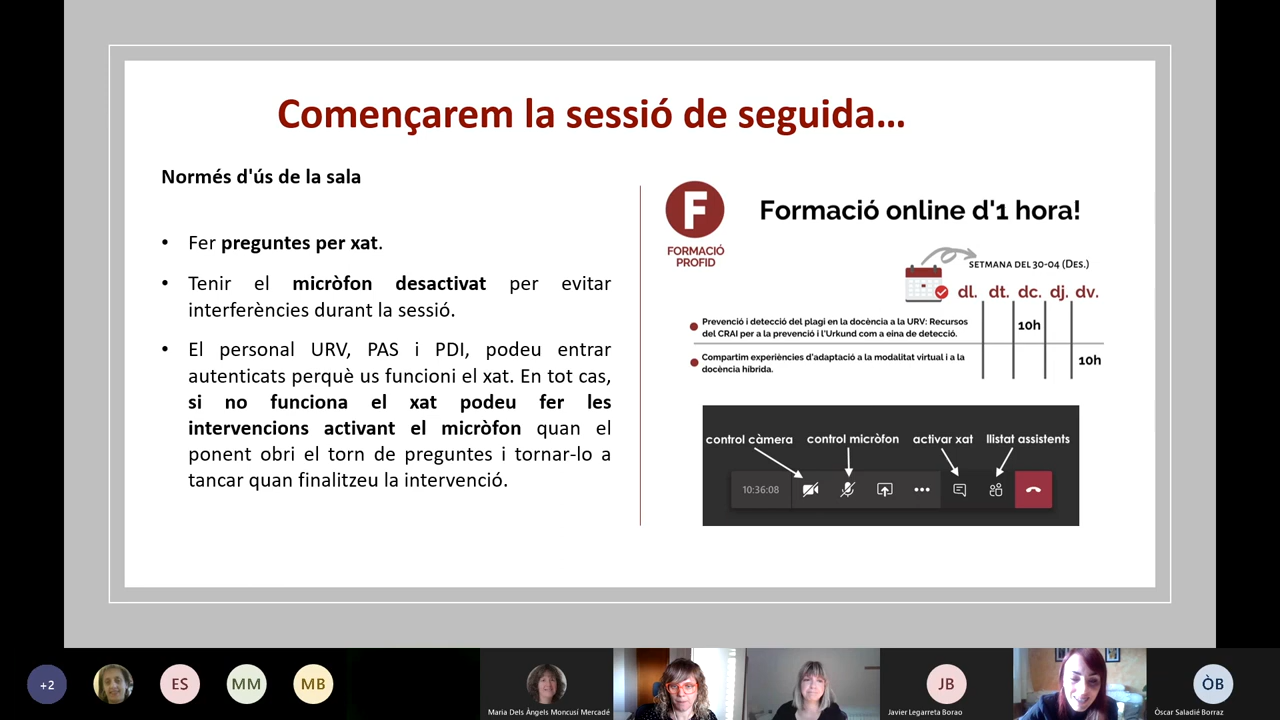 Començarem la sessió de seguida...
Normés d'ús de la sala
• Fer preguntes per xat.
• Tenir el micròfon desactivat per evitar
interferències durant la sessió.
• El personal URV, PAS i PDI, podeu entrar
autenticats perquè us funcioni el xat. En tot cas,
si no funciona el xat podeu fer les
intervencions activant el micròfon quan el
ponent obri el torn de preguntes i tornar-lo a
tancar quan finalitzeu la intervenció.
F
FORMACIÓ
PROFID
Formació online d'1 hora!
SETMANA DEL 30-04 (DES.)
dl. dt. dc. dj. dv.
Prevenció i detecció del plagi en la docència a la URV: Recursos
del CRAI per a la prevenció i l'Urkund com a eina de detecció.
10h
Compartim experiències d'adaptació a la modalitat virtual i a la
docència híbrida.
10h
control càmera control micròfon activar xat llistat assistents
10:36:08
+2 ES MM MB JB ÒB
Maria Dels Àngels Moncusí Mercadé Javier Legarreta Borao Òscar Saladié Borraz